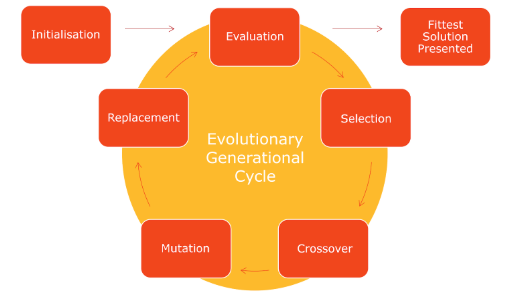 Initialisation
Evaluation
Fittest
Solution
Presented
Replacement
Selection
Evolutionary
Generational
Cycle
Mutation
Crossover